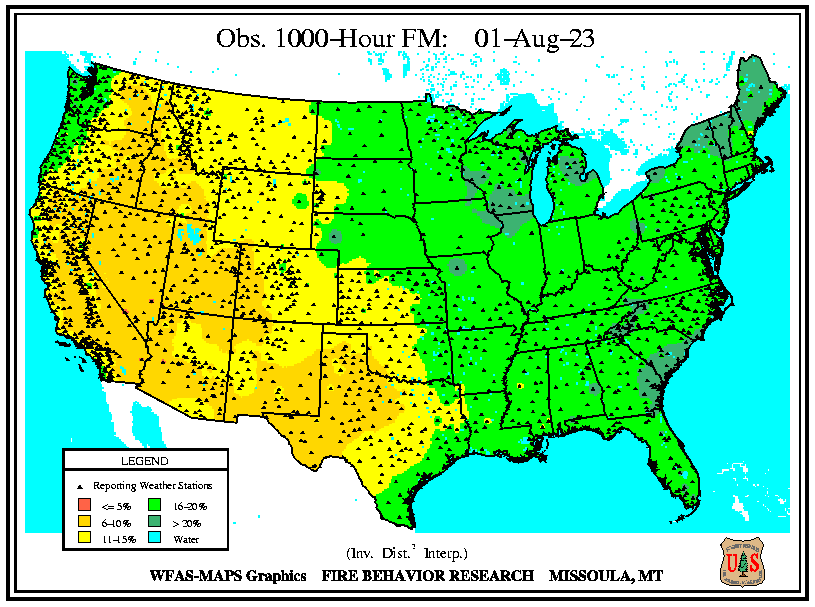 Obs. 1000-Hour FM: 01-Aug-23
LEGEND
Reporting Weather Stations
<= 5%
16-20%
6-10%
> 20%
11-15%
Water
(Inv. Dist.² Interp.)
WFAS-MAPS Graphics FIRE BEHAVIOR RESEARCH MISSOULA, MT
U S